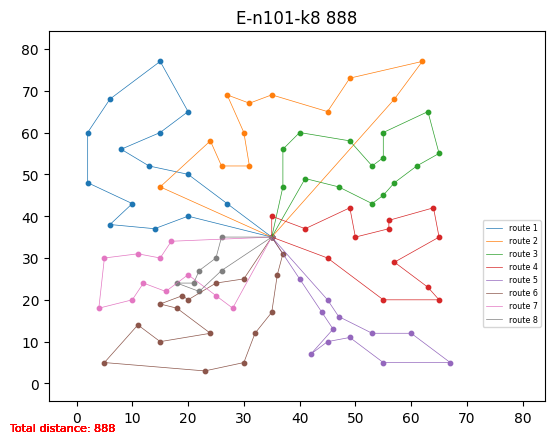 E-n101-k8 888
80
70
60
50
40
30
20
10
0
0 10 20 30 40 50 60 70 80
route 1
route 2
route 3
route 4
route 5
route 6
route 7
route 8
Total distance: 888